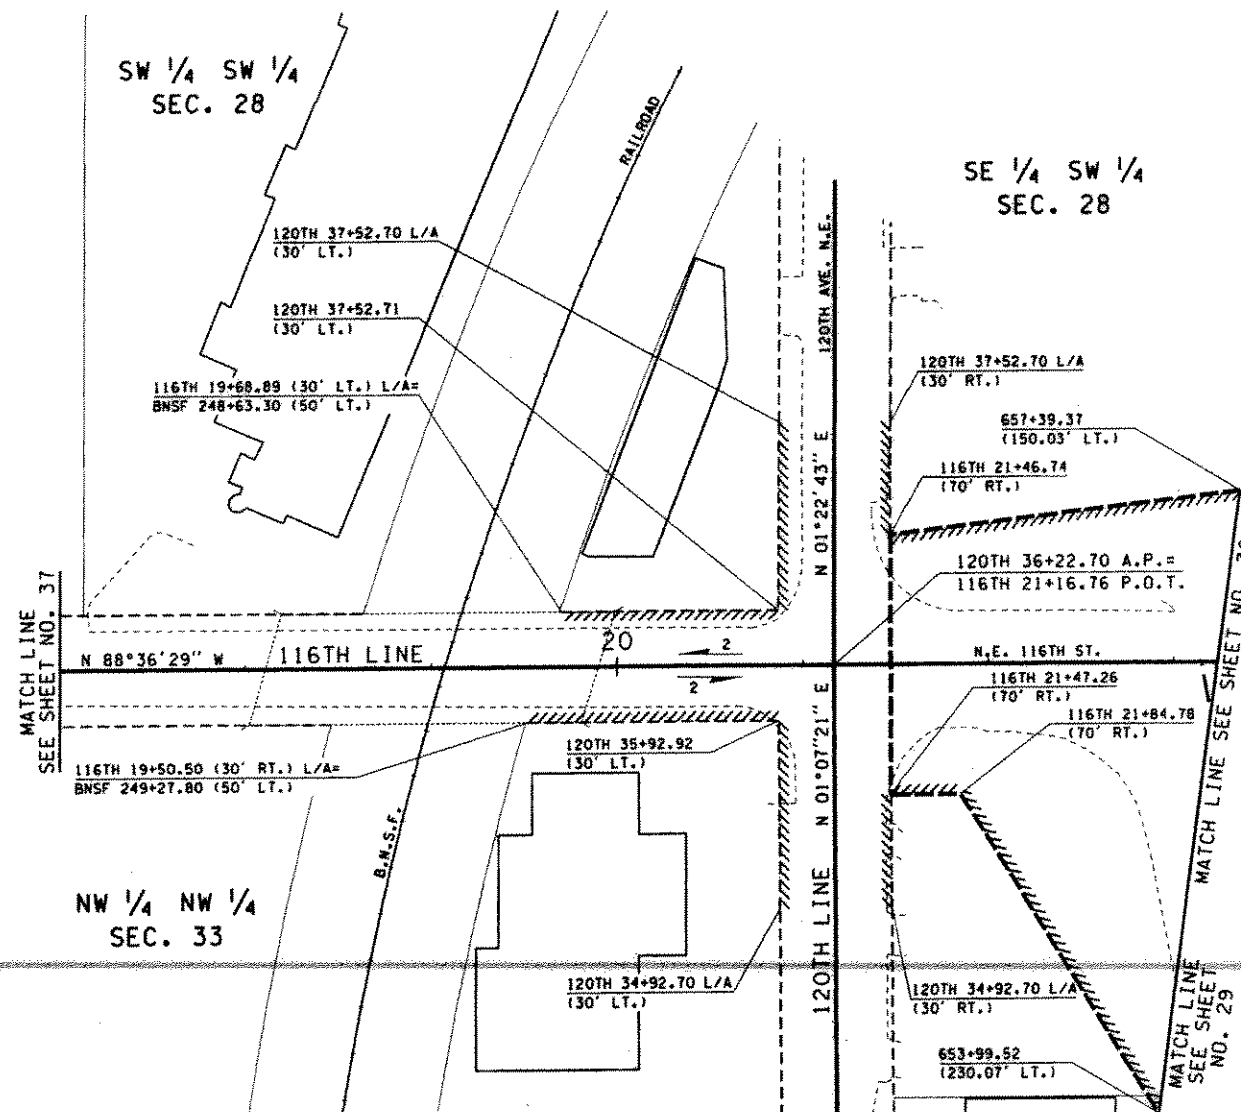 SW 1/4 SW 1/4
SEC. 28
SE 1/4 SW 1/4
SEC. 28
RAILROAD
120TH AVE. N.E.
120TH 37+52.70 L/A
(30' LT.)
120TH 37+52.71
(30' LT.)
116TH 19+68.89 (30' LT.) L/A=
BNSF 248+63.30 (50' LT.)
120TH 37+52.70 L/A
(30' RT.)
657+39.37
(150.03' LT.)
116TH 21+46.74
(70' RT.)
N 01°22'43" E
120TH 36+22.70 A.P.=
116TH 21+16.76 P.O.T.
MATCH LINE
SEE SHEET NO. 37
N 88°36'29" W
116TH LINE
20
2
2
N.E. 116TH ST.
116TH 21+47.26
(70' RT.)
116TH 21+84.78
(70' RT.)
MATCH LINE SEE SHEET NO.
116TH 19+50.50 (30' RT.) L/A=
BNSF 249+27.80 (50' LT.)
120TH 35+92.92
(30' LT.)
N 01°07'21" E
B.N.S.F.
120TH LINE
NW 1/4 NW 1/4
SEC. 33
120TH 34+92.70 L/A
(30' LT.)
120TH 34+92.70 L/A
(30' RT.)
653+99.52
(230.07' LT.)
MATCH LINE
SEE SHEET
NO. 29